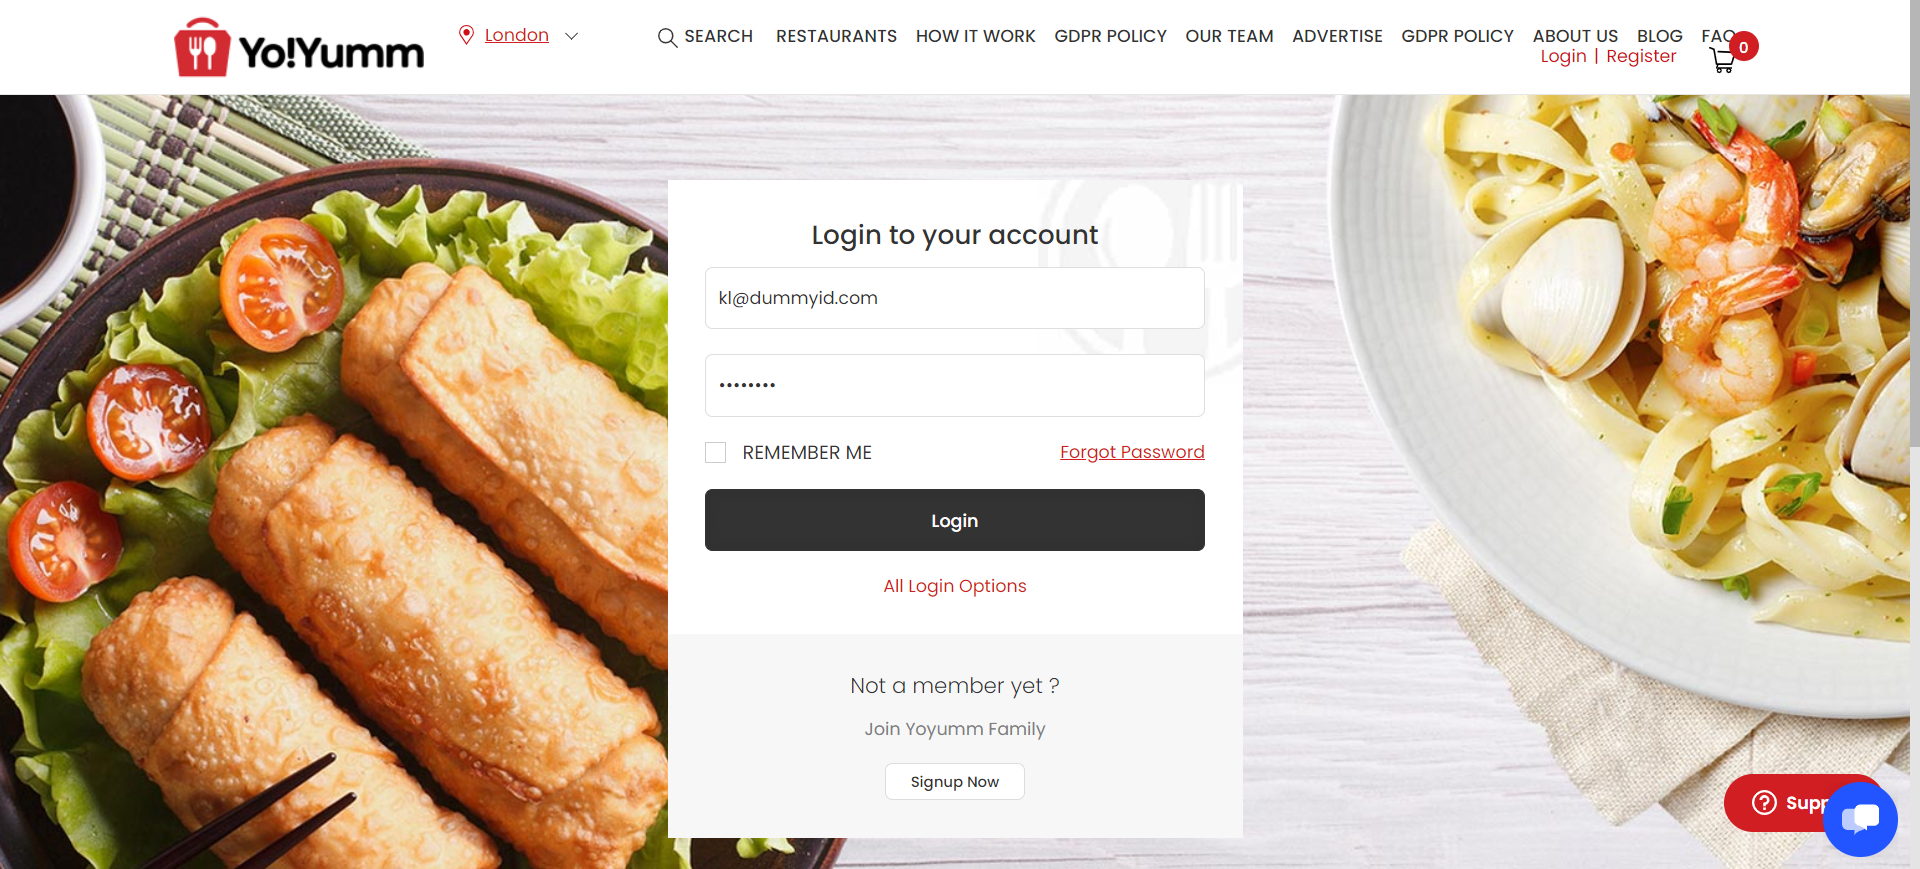 Yo!Yumm
London
SEARCH RESTAURANTS HOW IT WORK GDPR POLICY OUR TEAM ADVERTISE GDPR POLICY ABOUT US BLOG FAQ
Login | Register
0
Login to your account
kl@dummyid.com
••••••••
REMEMBER ME
Forgot Password
Login
All Login Options
Not a member yet ?
Join Yoyumm Family
Signup Now